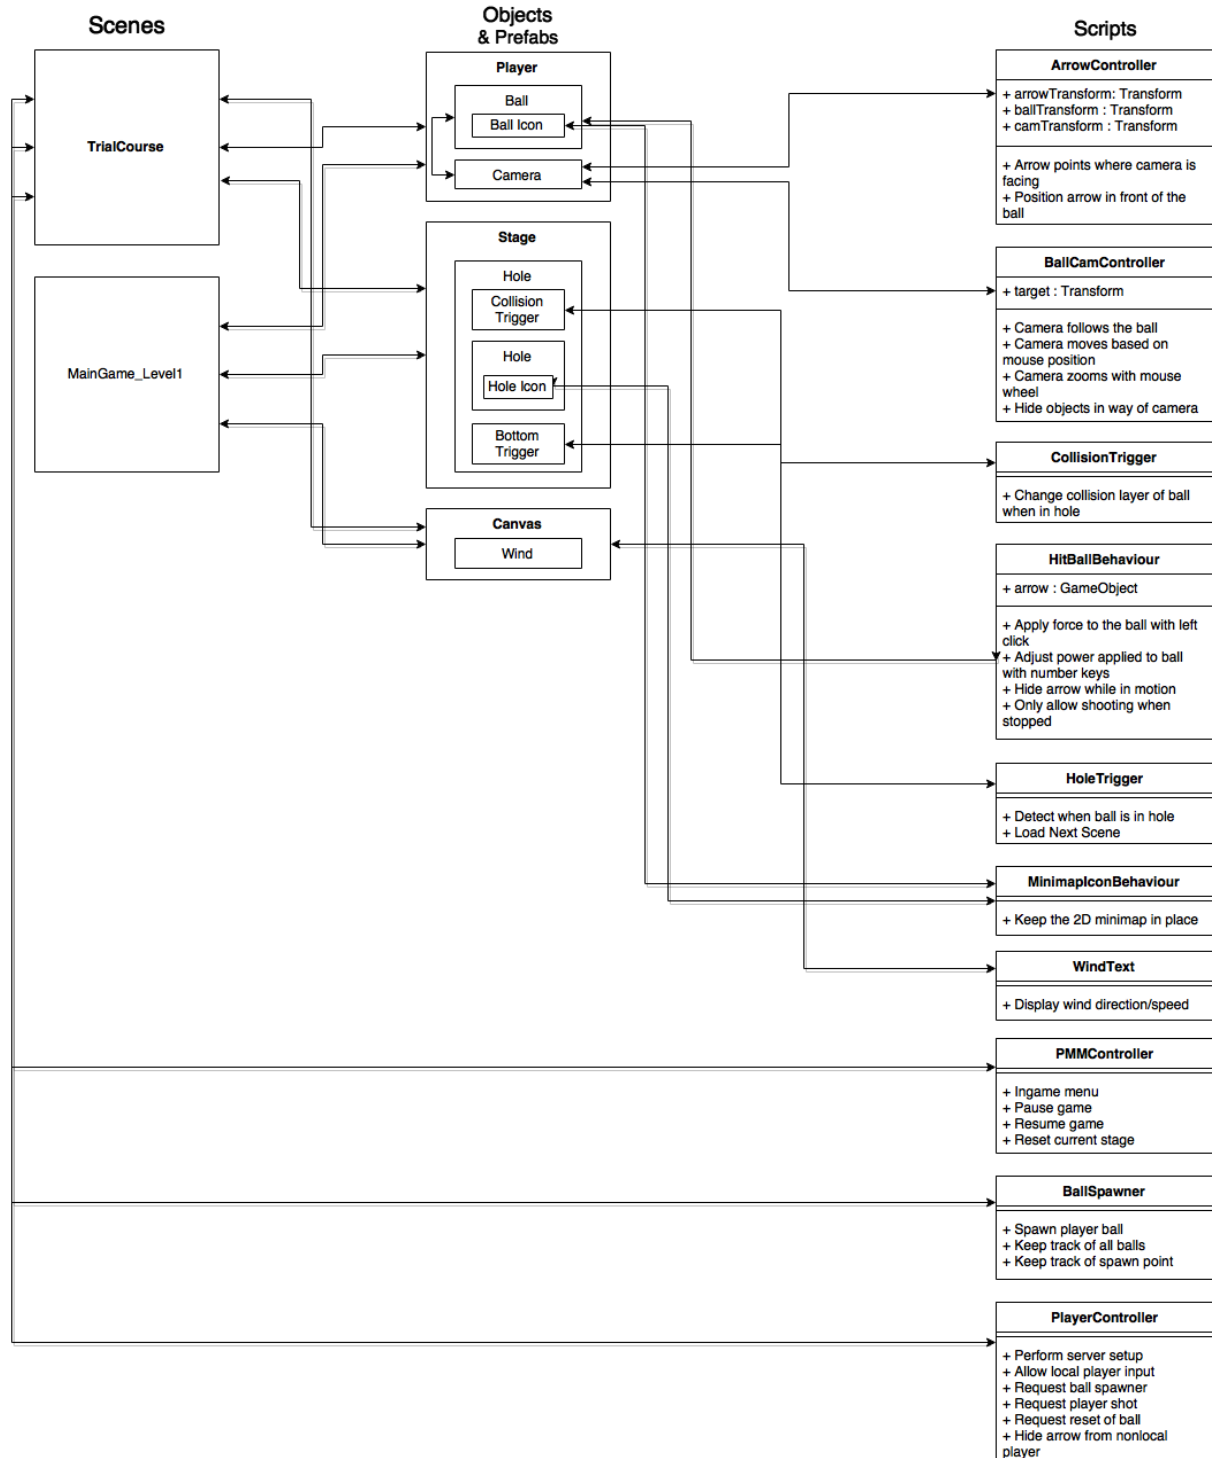 Scenes
Objects
& Prefabs
Scripts
TrialCourse
MainGame_Level1
Player
Ball
Ball Icon
Camera
Stage
Hole
Collision
Trigger
Hole
Hole Icon
Bottom
Trigger
Canvas
Wind
ArrowController
+ arrowTransform: Transform
+ ballTransform : Transform
+ camTransform : Transform
+ Arrow points where camera is
facing
+ Position arrow in front of the
ball
BallCamController
+ target : Transform
+ Camera follows the ball
+ Camera moves based on
mouse position
+ Camera zooms with mouse
wheel
+ Hide objects in way of camera
CollisionTrigger
+ Change collision layer of ball
when in hole
HitBallBehaviour
+ arrow : GameObject
+ Apply force to the ball with left
click
+ Adjust power applied to ball
with number keys
+ Hide arrow while in motion
+ Only allow shooting when
stopped
HoleTrigger
+ Detect when ball is in hole
+ Load Next Scene
MinimapIconBehaviour
+ Keep the 2D minimap in place
WindText
+ Display wind direction/speed
PMMController
+ Ingame menu
+ Pause game
+ Resume game
+ Reset current stage
BallSpawner
+ Spawn player ball
+ Keep track of all balls
+ Keep track of spawn point
PlayerController
+ Perform server setup
+ Allow local player input
+ Request ball spawner
+ Request player shot
+ Request reset of ball
+ Hide arrow from nonlocal
player